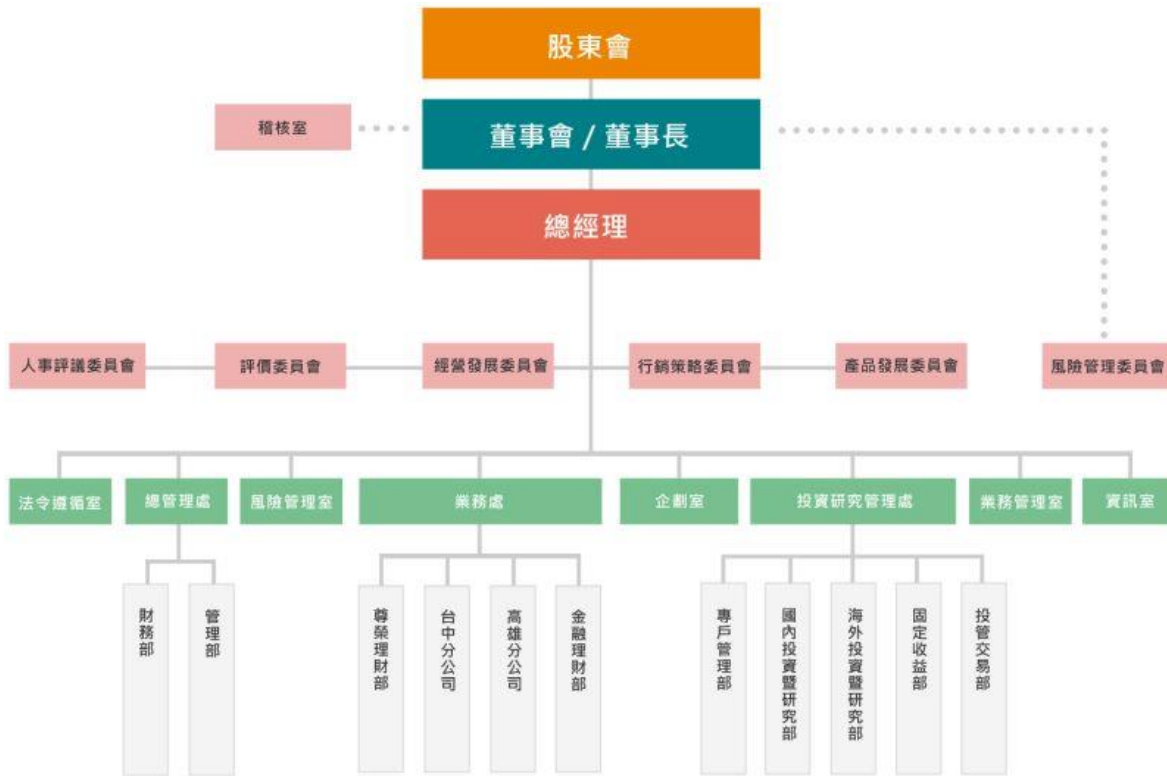 股東會
稽核室
董事會 / 董事長
總經理
人事評議委員會
評價委員會
經營發展委員會
行銷策略委員會
產品發展委員會
風險管理委員會
法令遵循室
總管理處
風險管理室
業務處
企劃室
投資研究管理處
業務管理室
資訊室
財務部
管理部
尊榮理財部
台中分公司
高雄分公司
金融理財部
專戶管理部
國內投資暨研究部
海外投資暨研究部
固定收益部
投管交易部